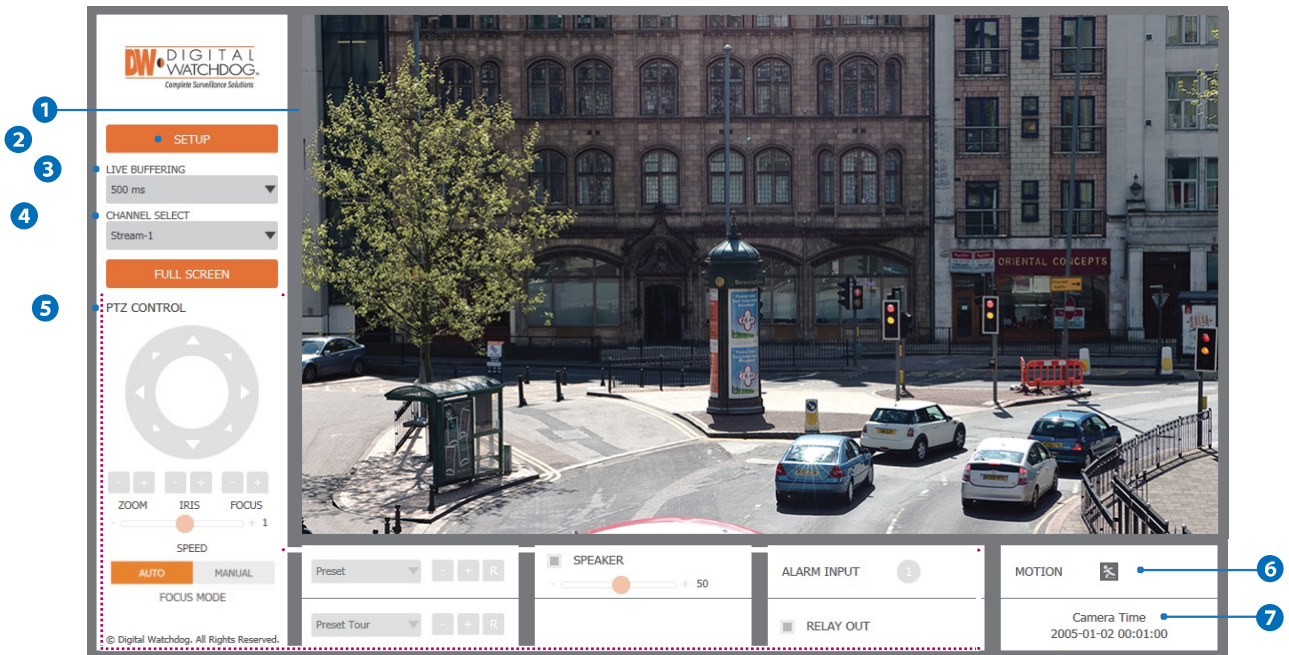 DW DIGITAL
WATCHDOG®
Complete Surveillance Solutions
1
2
SETUP
3
LIVE BUFFERING
500 ms
4
CHANNEL SELECT
Stream-1
FULL SCREEN
5
PTZ CONTROL
- + - + - +
ZOOM IRIS FOCUS
- + 1
SPEED
AUTO MANUAL
FOCUS MODE
© Digital Watchdog. All Rights Reserved.
ORIENTAL CONCEPTS
Preset - + R
Preset Tour - + R
SPEAKER
- + 50
ALARM INPUT 1
RELAY OUT
MOTION
6
Camera Time
2005-01-02 00:01:00
7